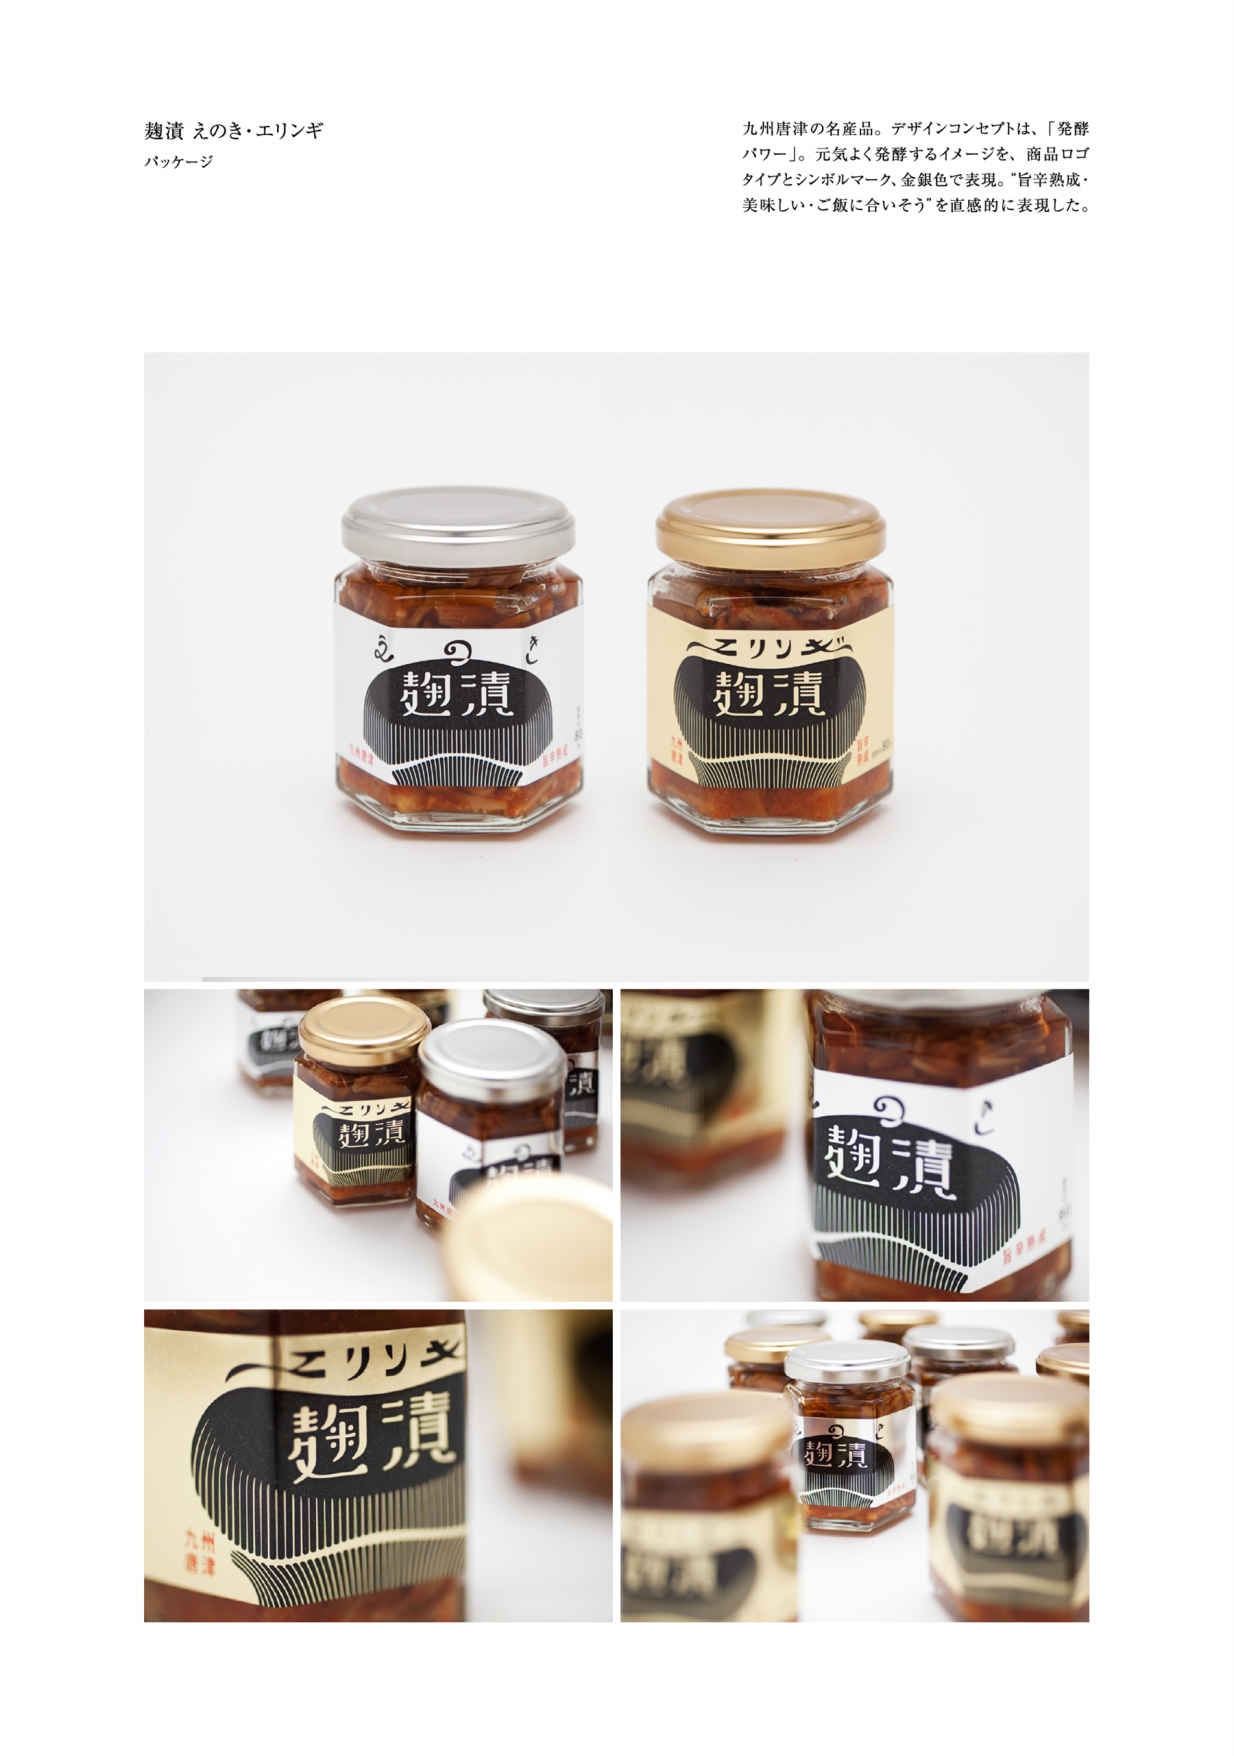 麹漬 えのき・エリンギ
パッケージ
九州唐津の名産品。デザインコンセプトは、「発酵
パワー」。元気よく発酵するイメージを、商品ロゴ
タイプとシンボルマーク、金銀色で表現。“旨辛熟成・
美味しい・ご飯に合いそう”を直感的に表現した。
えのき
麹漬
九州唐津
旨辛熟成
エリンギ
麹漬
九州
唐津
旨辛
熟成
エリンギ
麹漬
の
麹漬
漬
の き
麹漬
旨辛熟成
エリンギ
麹漬
九州
唐津
の
麹漬